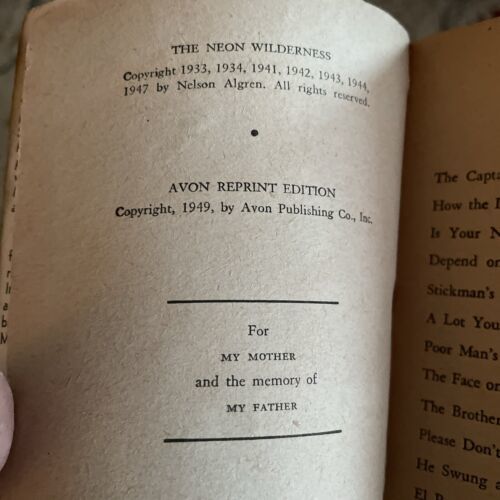 THE NEON WILDERNESS
Copyright 1933, 1934, 1941, 1942, 1943, 1944,
1947 by Nelson Algren. All rights reserved.
AVON REPRINT EDITION
Copyright, 1949, by Avon Publishing Co., Inc.
For
MY MOTHER
and the memory of
MY FATHER
The Capta
How the
Is Your N
Depend on
Stickman's
A Lot You
Poor Man's
The Face on
The Brother
Please Don't
He Swung a
El